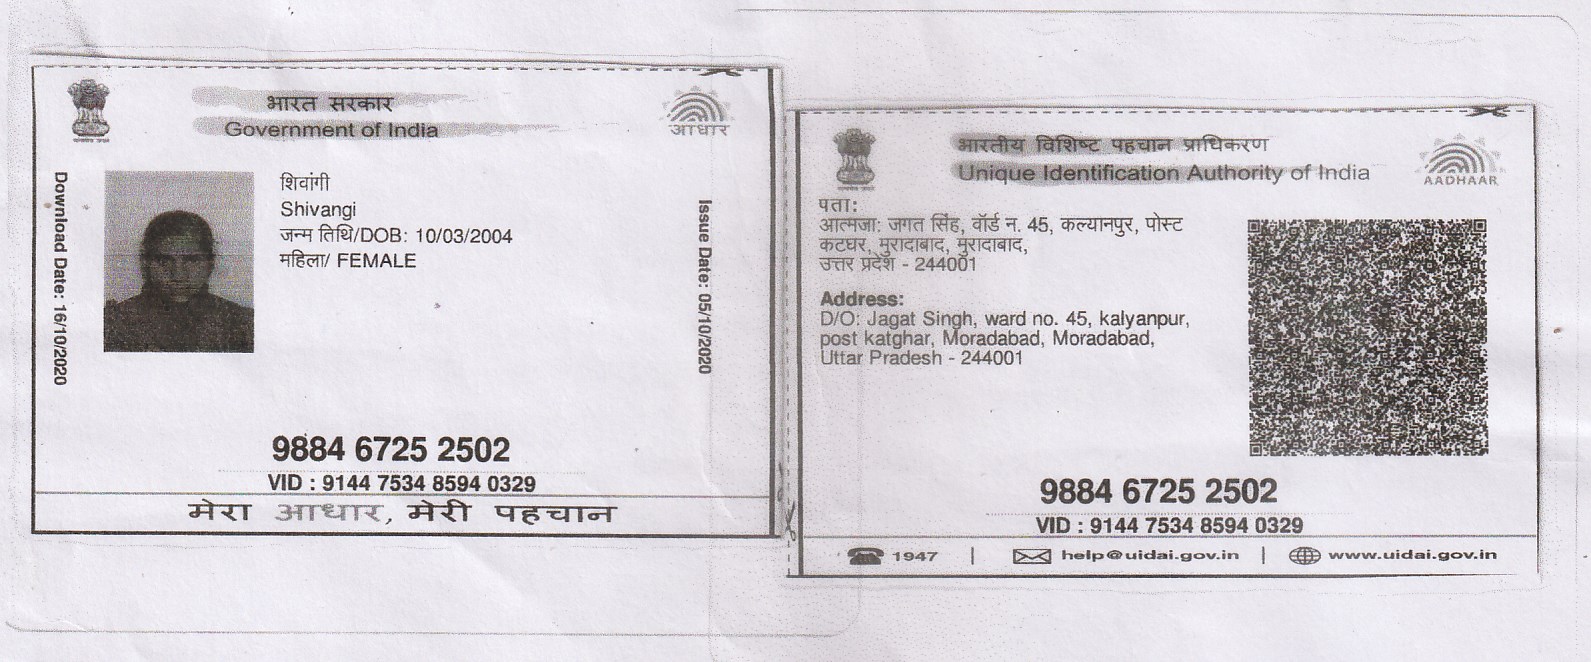 भारत सरकार
Government of India
आधार
Download Date: 16/10/2020
शिवांगी
Shivangi
जन्म तिथि/DOB: 10/03/2004
महिला/ FEMALE
Issue Date: 05/10/2020
9884 6725 2502
VID : 9144 7534 8594 0329
मेरा आधार, मेरी पहचान
भारतीय विशिष्ट पहचान प्राधिकरण
Unique Identification Authority of India
AADHAAR
पता:
आत्मजा: जगत सिंह, वॉर्ड न. 45, कल्यानपुर, पोस्ट
कटघर, मुरादाबाद, मुरादाबाद,
उत्तर प्रदेश - 244001
Address:
D/O: Jagat Singh, ward no. 45, kalyanpur,
post katghar, Moradabad, Moradabad,
Uttar Pradesh - 244001
9884 6725 2502
VID : 9144 7534 8594 0329
1947 | help@uidai.gov.in | www.uidai.gov.in